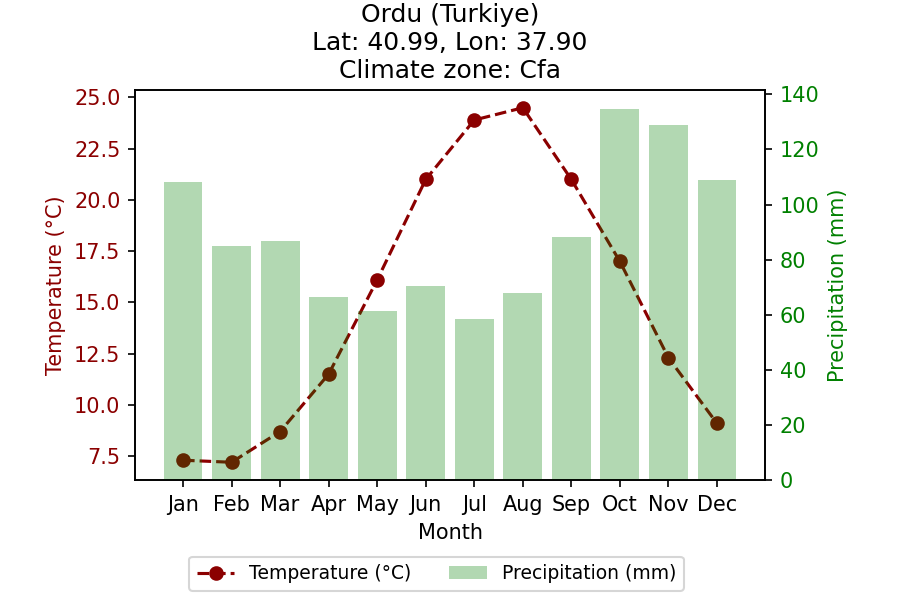 Ordu (Turkiye)
Lat: 40.99, Lon: 37.90
Climate zone: Cfa
Temperature (°C)
25.0
22.5
20.0
17.5
15.0
12.5
10.0
7.5
140
120
100
80
60
40
20
0
Precipitation (mm)
Jan Feb Mar Apr May Jun Jul Aug Sep Oct Nov Dec
Month
Temperature (°C) Precipitation (mm)